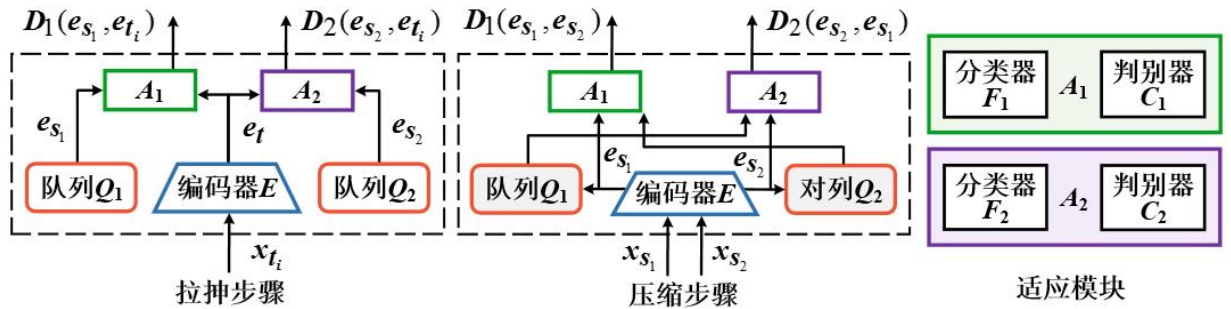 D₁(eₛ₁, eₜᵢ)
D₂(eₛ₂, eₜᵢ)
A₁
A₂
eₛ₁
eₜ
eₛ₂
队列Q₁
编码器E
队列Q₂
xₜᵢ
拉抻步骤
D₁(eₛ₁, eₛ₂)
D₂(eₛ₂, eₛ₁)
A₁
A₂
eₛ₁
eₛ₂
队列Q₁
编码器E
对列Q₂
xₛ₁
xₛ₂
压缩步骤
分类器
F₁
A₁
判别器
C₁
分类器
F₂
A₂
判别器
C₂
适应模块